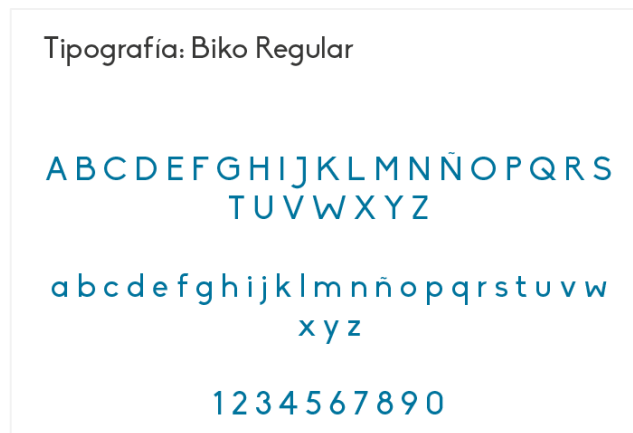 Tipografía: Biko Regular
A B C D E F G H I J K L M N Ñ O P Q R S
T U V W X Y Z
a b c d e f g h i j k l m n ñ o p q r s t u v w
x y z
1 2 3 4 5 6 7 8 9 0